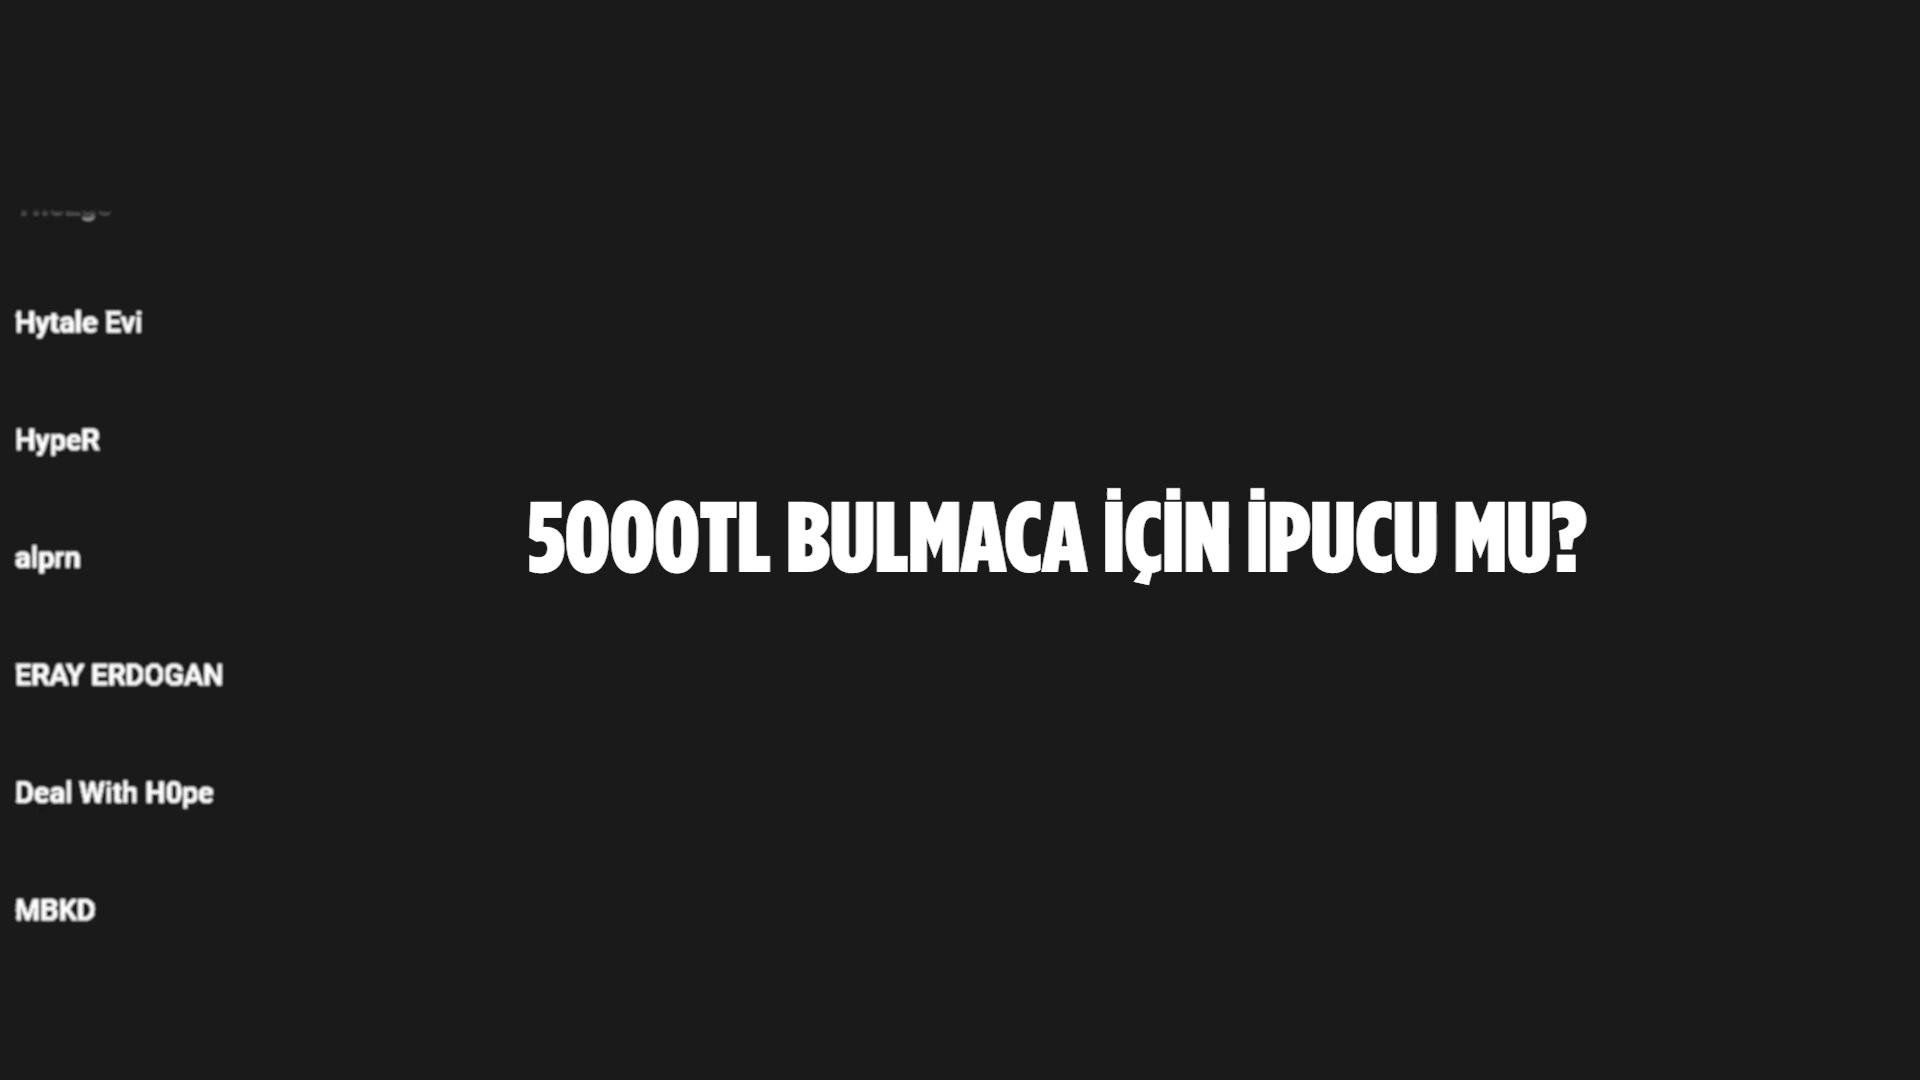 Hytale Evi
HypeR
alprn
5000TL BULMACA İÇİN İPUCU MU?
ERAY ERDOGAN
Deal With H0pe
MBKD